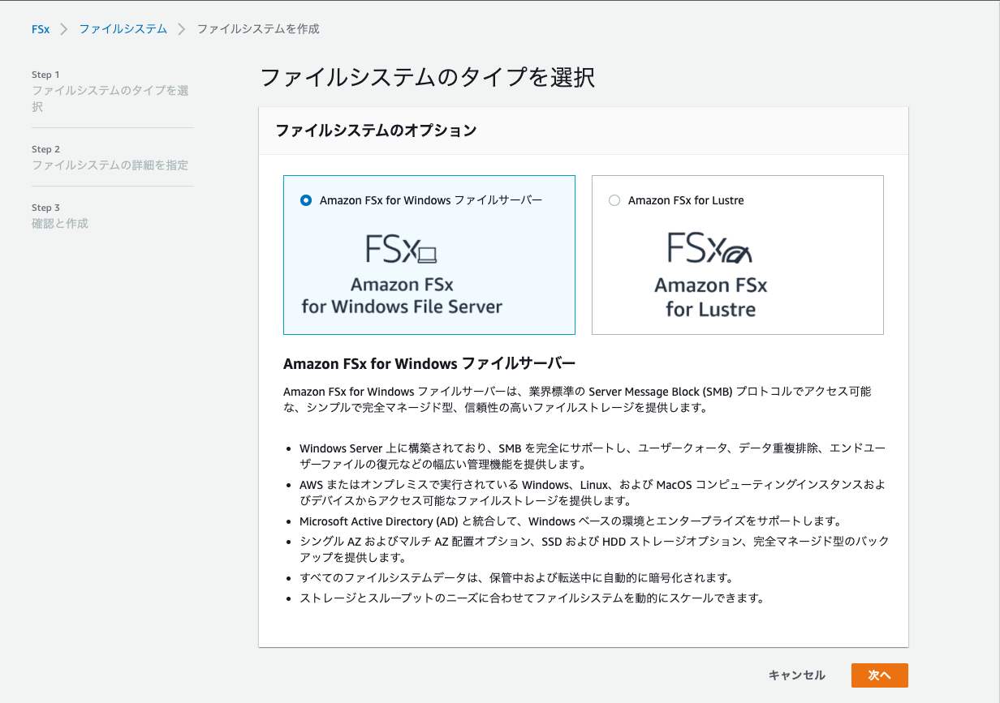 FSx > ファイルシステム > ファイルシステムを作成
Step 1
ファイルシステムのタイプを選
択
Step 2
ファイルシステムの詳細を指定
Step 3
確認と作成
ファイルシステムのタイプを選択
ファイルシステムのオプション
Amazon FSx for Windows ファイルサーバー
FSx
Amazon FSx
for Windows File Server
Amazon FSx for Lustre
FSx
Amazon FSx
for Lustre
Amazon FSx for Windows ファイルサーバー
Amazon FSx for Windows ファイルサーバーは、業界標準の Server Message Block (SMB) プロトコルでアクセス可能
な、シンプルで完全マネージド型、信頼性の高いファイルストレージを提供します。
• Windows Server 上に構築されており、SMB を完全にサポートし、ユーザークォータ、データ重複排除、エンドユー
ザーファイルの復元などの幅広い管理機能を提供します。
• AWS またはオンプレミスで実行されている Windows、Linux、および MacOS コンピューティングインスタンスおよ
びデバイスからアクセス可能なファイルストレージを提供します。
• Microsoft Active Directory (AD) と統合して、Windows ベースの環境とエンタープライズをサポートします。
• シングル AZ およびマルチ AZ 配置オプション、SSD および HDD ストレージオプション、完全マネージド型のバック
アップを提供します。
• すべてのファイルシステムデータは、保管中および転送中に自動的に暗号化されます。
• ストレージとスループットのニーズに合わせてファイルシステムを動的にスケールできます。
キャンセル
次へ